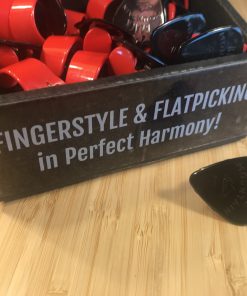 FINGERSTYLE & FLATPICKING
in Perfect Harmony!